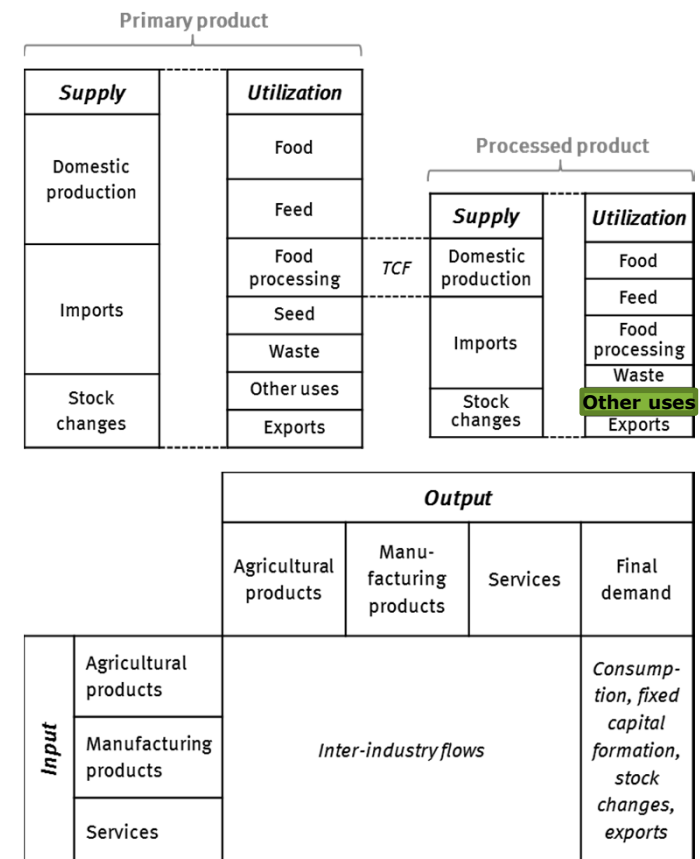 Primary product
Supply
Utilization
Domestic
production
Imports
Stock
changes
Food
Feed
Food
processing
Seed
Waste
Other uses
Exports
TCF
Processed product
Supply
Utilization
Domestic
production
Imports
Stock
changes
Food
Feed
Food
processing
Waste
Other uses
Exports
Output
Agricultural
products
Manu-
facturing
products
Services
Final
demand
Input
Agricultural
products
Manufacturing
products
Services
Inter-industry flows
Consump-
tion, fixed
capital
formation,
stock
changes,
exports